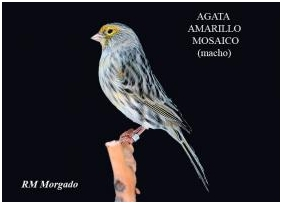 AGATA
AMARILLO
MOSAICO
(macho)
RM Morgado